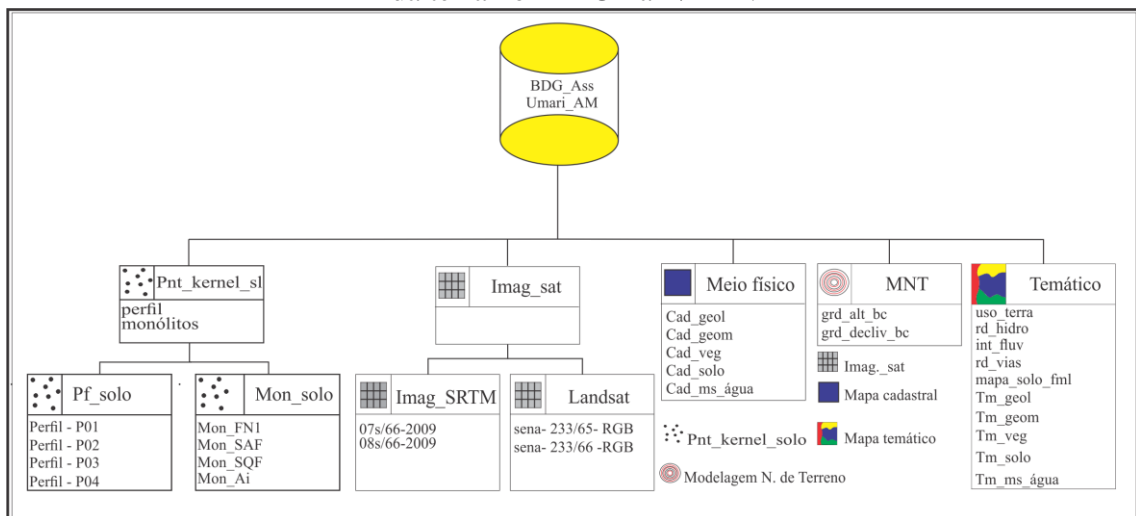 BDG_Ass
Umari_AM
Pnt_kernel_sl
perfil
monólitos
Imag_sat
Meio físico
Cad_geol
Cad_geom
Cad_veg
Cad_solo
Cad_ms_água
MNT
grd_alt_bc
grd_decliv_bc
Temático
uso_terra
rd_hidro
int_fluv
rd_vias
mapa_solo_fml
Tm_geol
Tm_geom
Tm_veg
Tm_solo
Tm_ms_água
Pf_solo
Perfil - P01
Perfil - P02
Perfil - P03
Perfil - P04
Mon_solo
Mon_FN1
Mon_SAF
Mon_SQF
Mon_Ai
Imag_SRTM
07s/66-2009
08s/66-2009
Landsat
sena- 233/65- RGB
sena- 233/66 -RGB
Imag._sat
Mapa cadastral
Pnt_kernel_solo
Mapa temático
Modelagem N. de Terreno